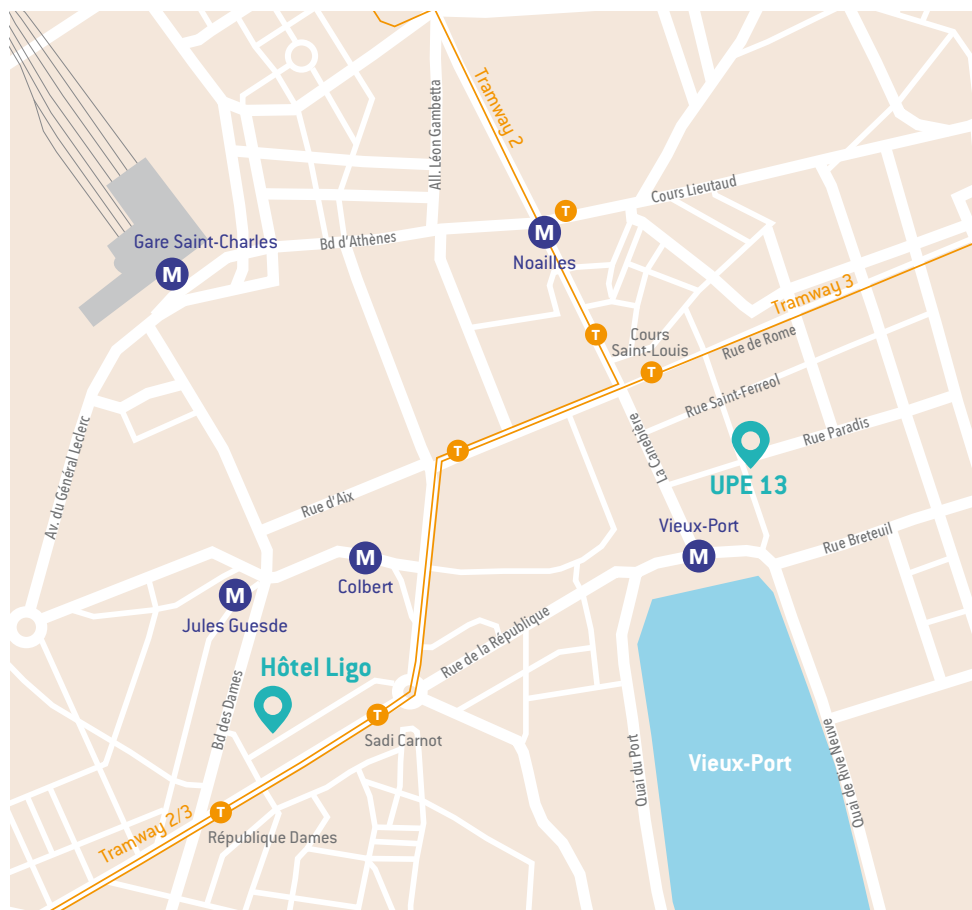 Tramway 2
All. Léon Gambetta
Cours Lieutaud
T
M
Noailles
Bd d'Athènes
Gare Saint-Charles
M
Tramway 3
T
Cours
Saint-Louis
T
Rue de Rome
Rue Saint-Ferreol
Rue Paradis
La Canebière
UPE 13
Av. du Général Leclerc
T
Rue d'Aix
Vieux-Port
M
Rue Breteuil
M
Colbert
M
Jules Guesde
Rue de la République
Hôtel Ligo
Bd des Dames
T
Sadi Carnot
Quai du Port
Vieux-Port
Quai de Rive Neuve
Tramway 2/3
T
République Dames